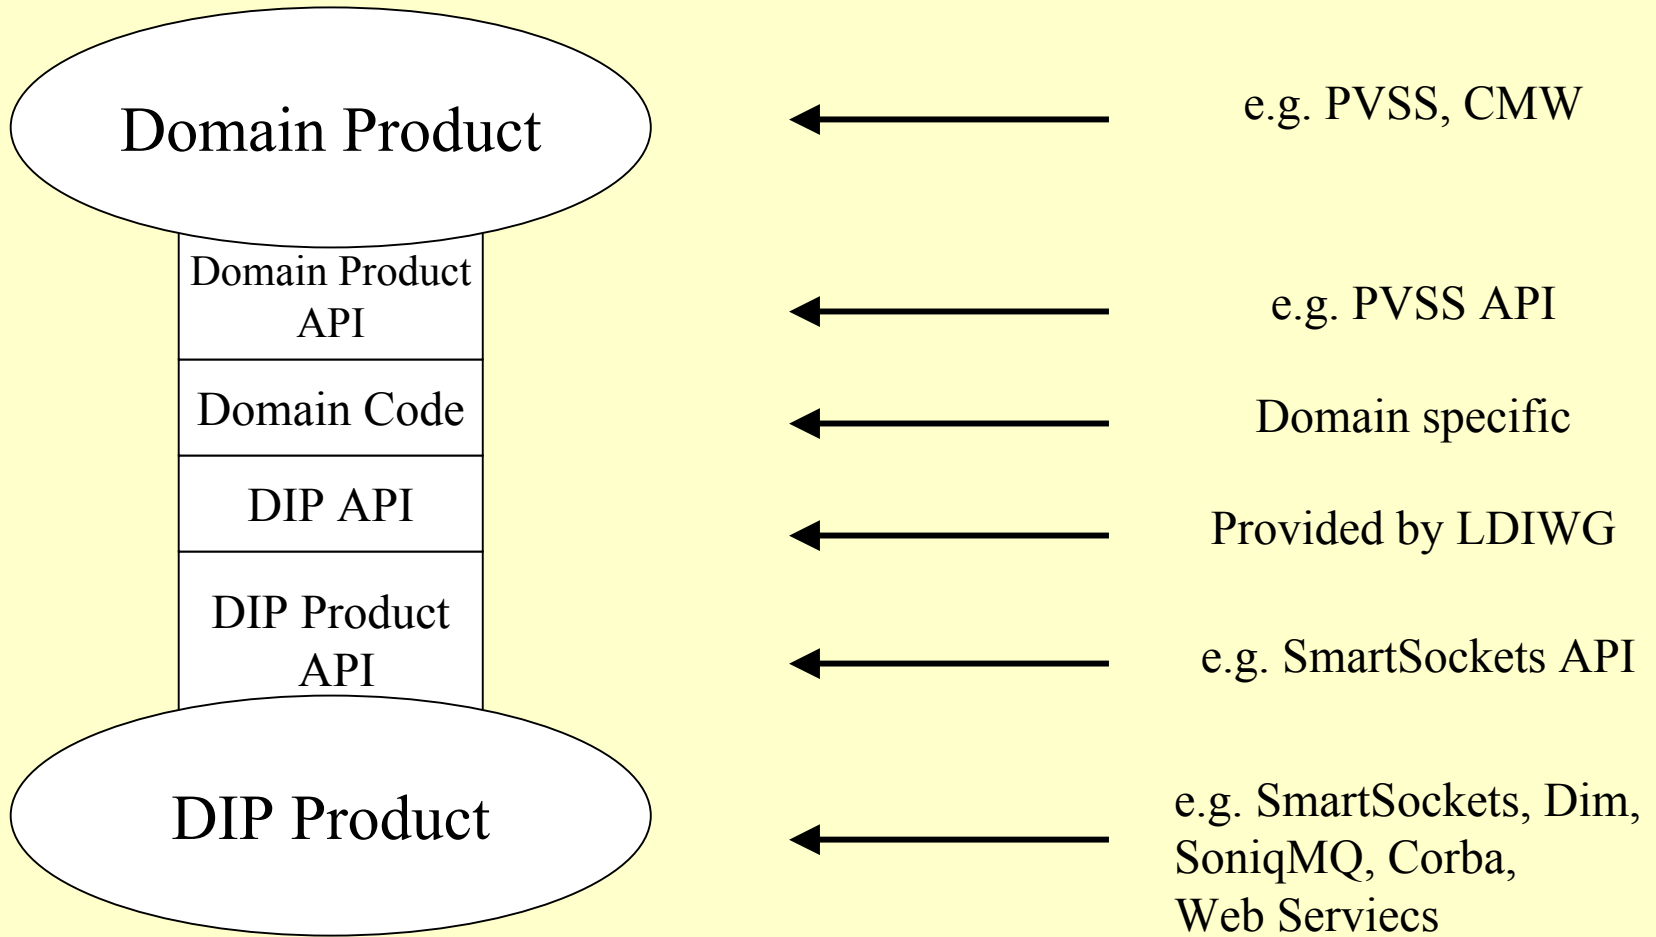 Domain Product
e.g. PVSS, CMW
Domain Product
API
e.g. PVSS API
Domain Code
Domain specific
DIP API
Provided by LDIWG
DIP Product
API
e.g. SmartSockets API
DIP Product
e.g. SmartSockets, Dim,
SoniqMQ, Corba,
Web Serviecs